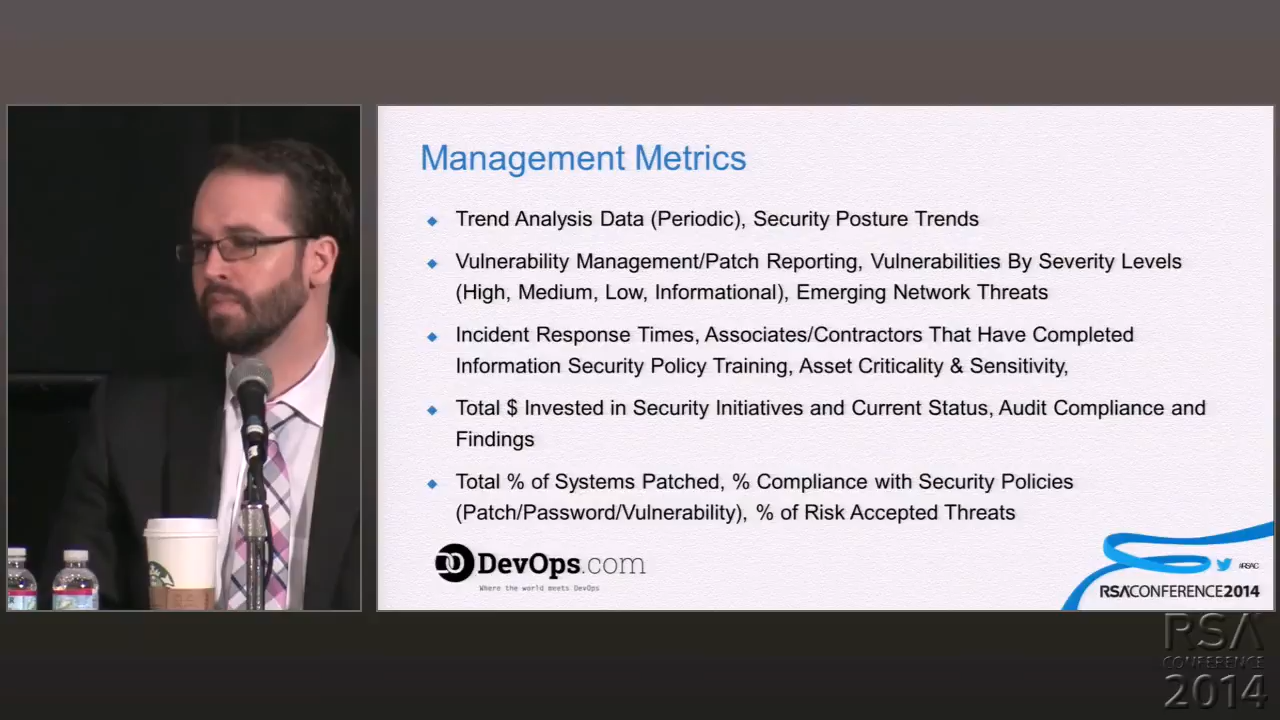 Management Metrics
Trend Analysis Data (Periodic), Security Posture Trends
Vulnerability Management/Patch Reporting, Vulnerabilities By Severity Levels
(High, Medium, Low, Informational), Emerging Network Threats
Incident Response Times, Associates/Contractors That Have Completed
Information Security Policy Training, Asset Criticality & Sensitivity,
Total $ Invested in Security Initiatives and Current Status, Audit Compliance and
Findings
Total % of Systems Patched, % Compliance with Security Policies
(Patch/Password/Vulnerability), % of Risk Accepted Threats
DevOps.com
Where the world meets DevOps
#RSAC
RSACONFERENCE2014
RSA
CONFERENCE
2014